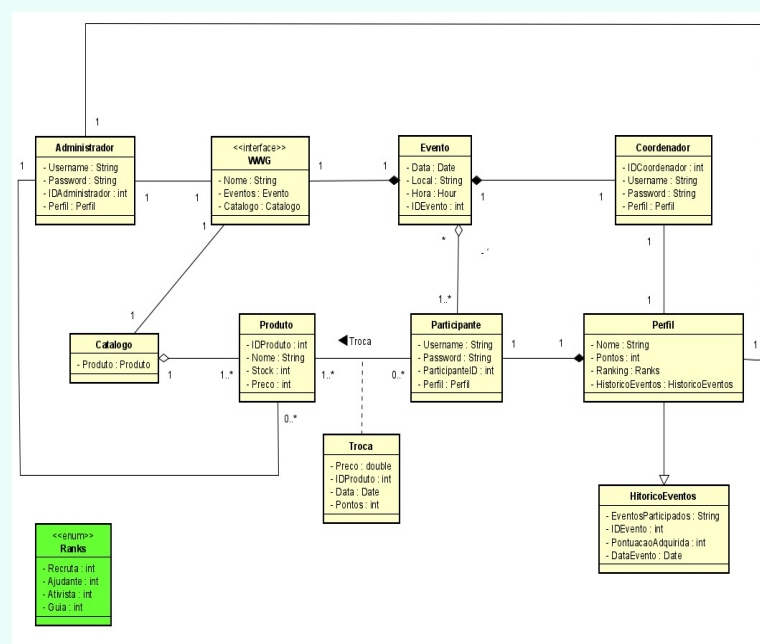 1
1
Administrador
- Username : String
- Password : String
- IDAdministrador : int
- Perfil : Perfil
1
1
<<interface>>
WWG
- Nome : String
- Eventos : Evento
- Catalogo : Catalogo
1
1
1
Evento
- Data : Date
- Local : String
- Hora : Hour
- IDEvento : int
1
1
*
Coordenador
- IDCoordenador : int
- Username : String
- Password : String
- Perfil : Perfil
1
1
1
1..*
Catalogo
- Produto : Produto
1
1..*
Produto
- IDProduto : int
- Nome : String
- Stock : int
- Preco : int
1..*
0..*
Troca
0..*
Participante
- Username : String
- Password : String
- ParticipanteID : int
- Perfil : Perfil
1
1
Perfil
- Nome : String
- Pontos : int
- Ranking : Ranks
- HistoricoEventos : HistoricoEventos
1
Troca
- Preco : double
- IDProduto : int
- Data : Date
- Pontos : int
HitoricoEventos
- EventosParticipados : String
- IDEvento : int
- PontuacaoAdquirida : int
- DataEvento : Date
<<enum>>
Ranks
- Recruta : int
- Ajudante : int
- Ativista : int
- Guia : int